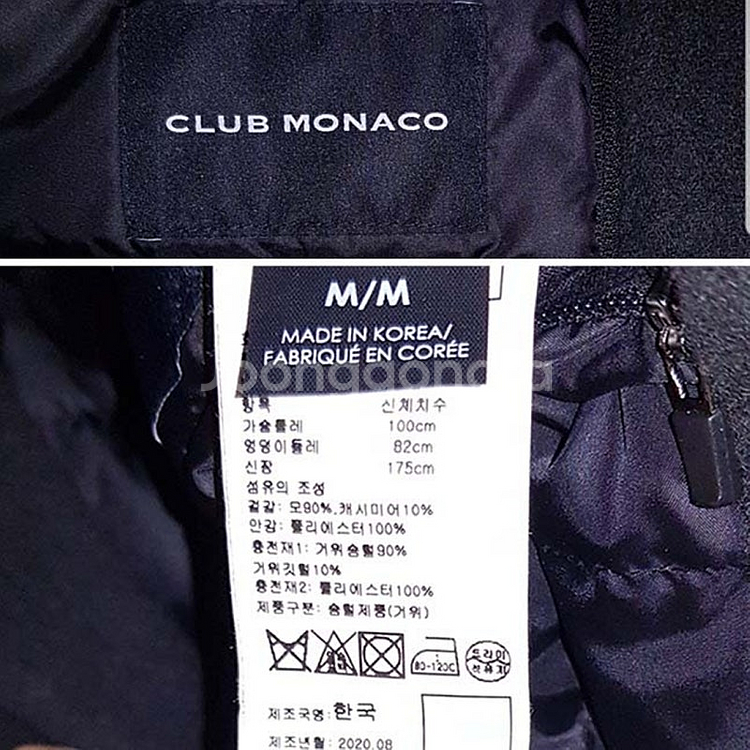 CLUB MONACO
M/M
MADE IN KOREA/
FABRIQUÉ EN CORÉE
joonggonara
항목 신체치수
가슴둘레 100cm
엉덩이둘레 82cm
신장 175cm
섬유의 조성
겉감: 모90%,캐시미어10%
안감: 폴리에스터100%
충전재1: 거위솜털90%
거위깃털10%
충전재2: 폴리에스터100%
제품구분: 솜털제품(거위)
80-120C
드라이
석유계
제조국명: 한국
제조년월: 2020.08